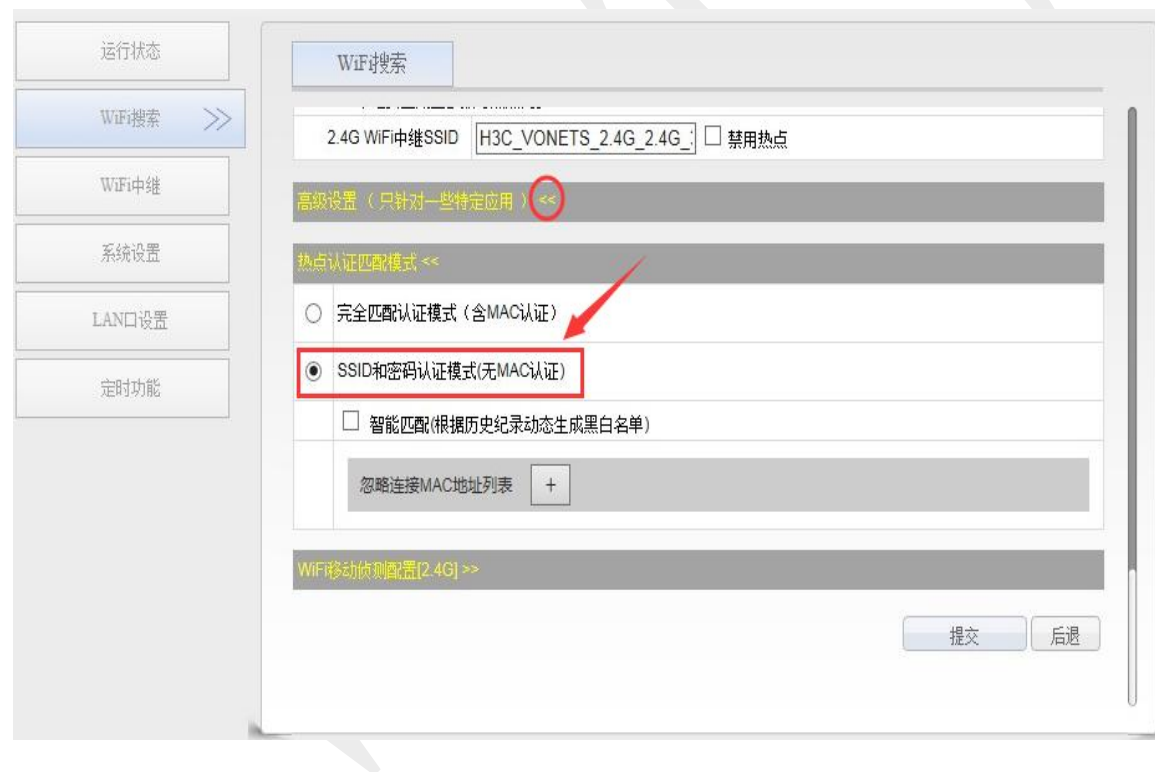 运行状态
WiFi搜索
WiFi搜索 >>
2.4G WiFi中继SSID H3C_VONETS_2.4G_2.4G_ 禁用热点
WiFi中继
高级设置 （ 只针对一些特定应用 ） <<
系统设置
热点认证匹配模式 <<
LAN口设置
完全匹配认证模式（含MAC认证）
SSID和密码认证模式(无MAC认证)
定时功能
智能匹配(根据历史纪录动态生成黑白名单)
忽略连接MAC地址列表 +
WiFi移动侦测配置[2.4G] >>
提交 后退